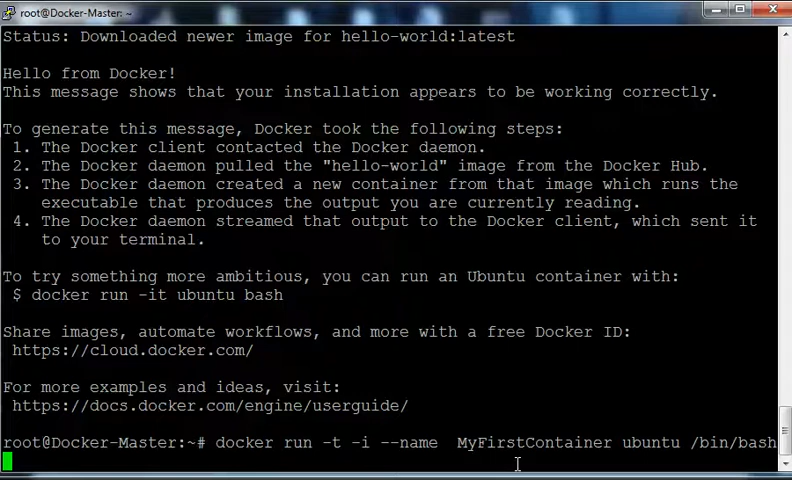 root@Docker-Master: ~
Status: Downloaded newer image for hello-world:latest
Hello from Docker!
This message shows that your installation appears to be working correctly.
To generate this message, Docker took the following steps:
1. The Docker client contacted the Docker daemon.
2. The Docker daemon pulled the "hello-world" image from the Docker Hub.
3. The Docker daemon created a new container from that image which runs the
executable that produces the output you are currently reading.
4. The Docker daemon streamed that output to the Docker client, which sent it
to your terminal.
To try something more ambitious, you can run an Ubuntu container with:
$ docker run -it ubuntu bash
Share images, automate workflows, and more with a free Docker ID:
https://cloud.docker.com/
For more examples and ideas, visit:
https://docs.docker.com/engine/userguide/
root@Docker-Master:~# docker run -t -i --name  MyFirstContainer ubuntu /bin/bash